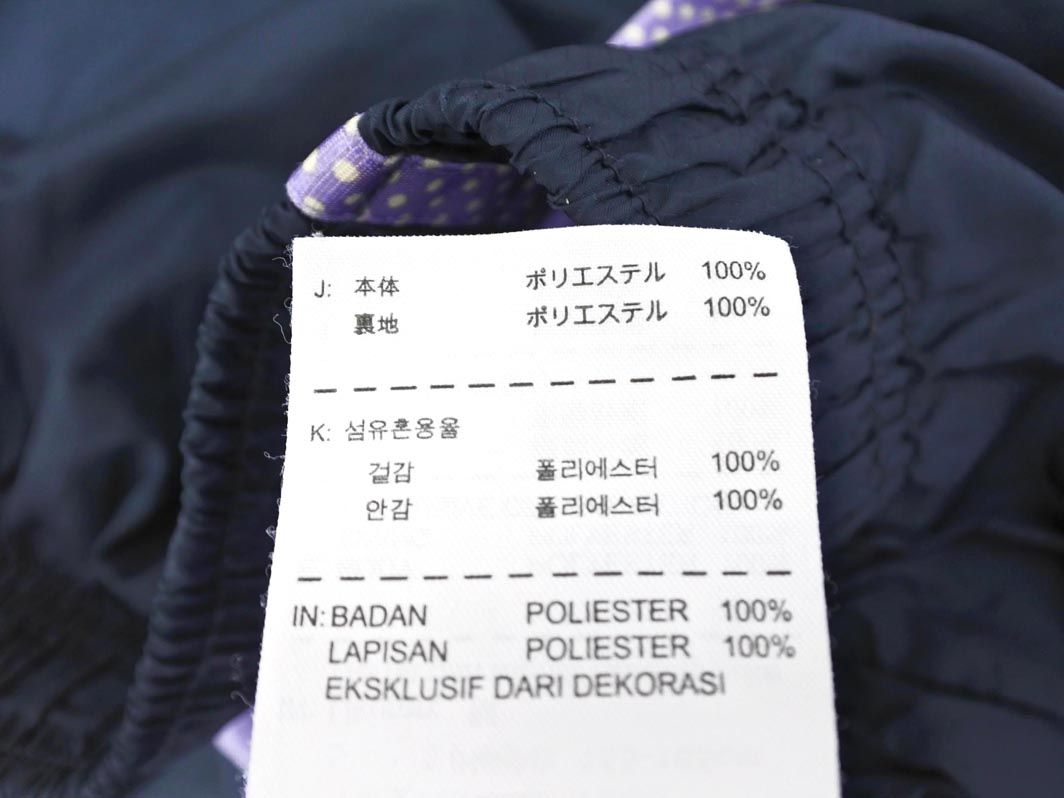 J: 本体 ポリエステル 100%
裏地 ポリエステル 100%
K: 섬유혼용율
겉감 폴리에스터 100%
안감 폴리에스터 100%
IN: BADAN POLIESTER 100%
LAPISAN POLIESTER 100%
EKSKLUSIF DARI DEKORASI